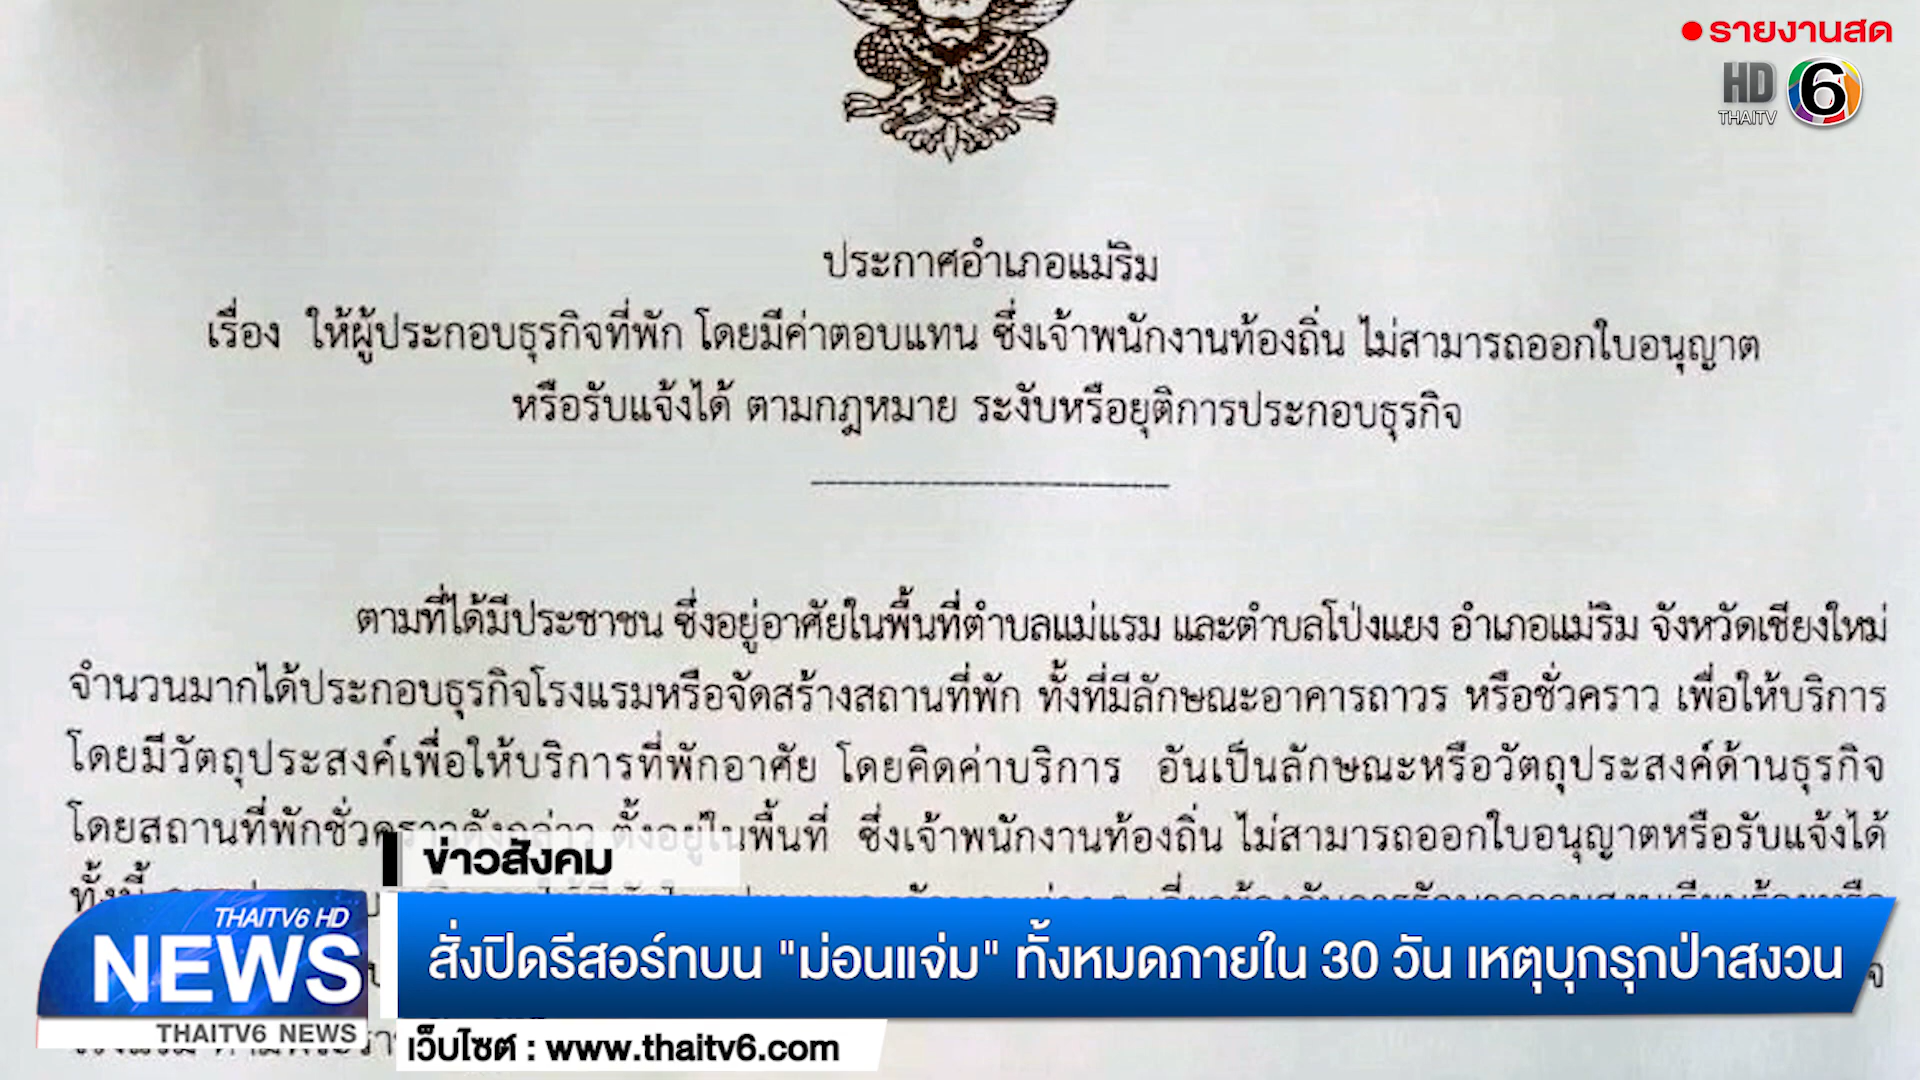 รายงานสด
HD
THAITV
6
ประกาศอำเภอแม่ริม
เรื่อง ให้ผู้ประกอบธุรกิจที่พัก โดยมีค่าตอบแทน ซึ่งเจ้าพนักงานท้องถิ่น ไม่สามารถออกใบอนุญาต
หรือรับแจ้งได้ ตามกฎหมาย ระงับหรือยุติการประกอบธุรกิจ
ตามที่ได้มีประชาชน ซึ่งอยู่อาศัยในพื้นที่ตำบลแม่แรม และตำบลโป่งแยง อำเภอแม่ริม จังหวัดเชียงใหม่
จำนวนมากได้ประกอบธุรกิจโรงแรมหรือจัดสร้างสถานที่พัก ทั้งที่มีลักษณะอาคารถาวร หรือชั่วคราว เพื่อให้บริการ
โดยมีวัตถุประสงค์เพื่อให้บริการที่พักอาศัย โดยคิดค่าบริการ อันเป็นลักษณะหรือวัตถุประสงค์ด้านธุรกิจ
โดยสถานที่พักชั่วคราวดังกล่าว ตั้งอยู่ในพื้นที่ ซึ่งเจ้าพนักงานท้องถิ่น ไม่สามารถออกใบอนุญาตหรือรับแจ้งได้
ทั้งนี้
ข่าวสังคม
THAITV6 HD
NEWS
THAITV6 NEWS
สั่งปิดรีสอร์ทบน "ม่อนแจ่ม" ทั้งหมดภายใน 30 วัน เหตุบุกรุกป่าสงวน
เว็บไซต์ : www.thaitv6.com